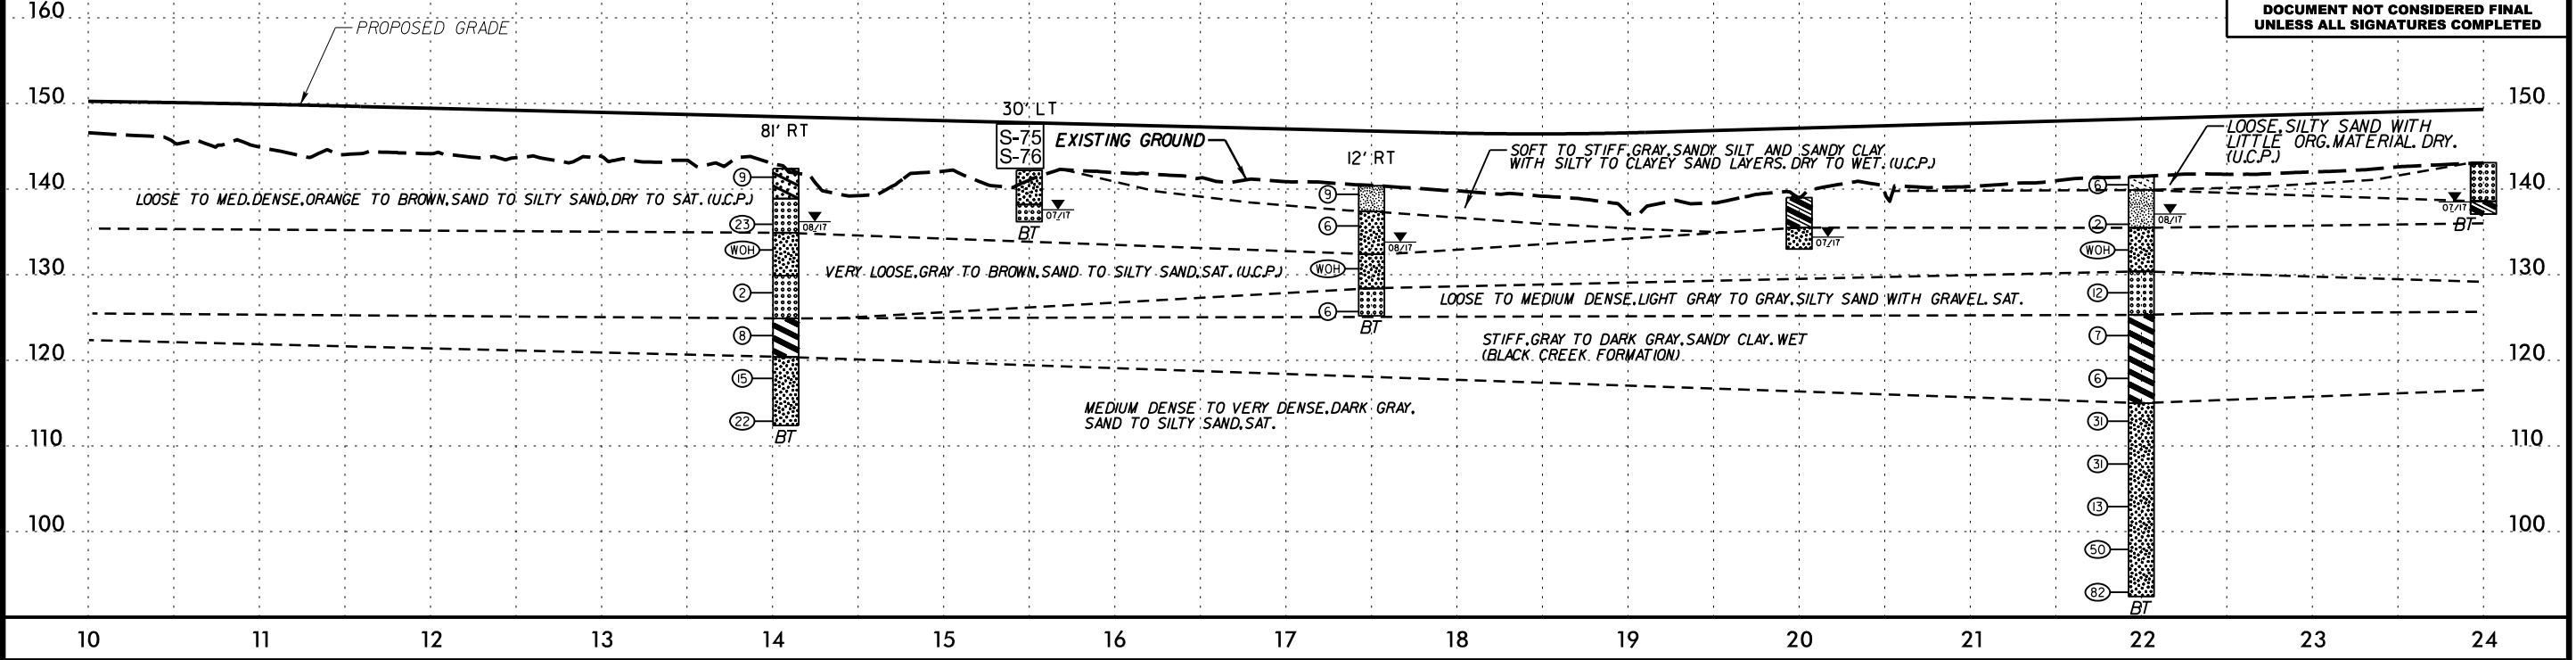 DOCUMENT NOT CONSIDERED FINAL
UNLESS ALL SIGNATURES COMPLETED
160
PROPOSED GRADE
150
150
30' LT
81' RT
S-75
S-76
EXISTING GROUND
12' RT
SOFT TO STIFF, GRAY, SANDY SILT AND SANDY CLAY
WITH SILTY TO CLAYEY SAND LAYERS. DRY TO WET. (U.C.P.)
LOOSE, SILTY SAND WITH
LITTLE ORG. MATERIAL. DRY.
(U.C.P.)
140
140
LOOSE TO MED. DENSE, ORANGE TO BROWN, SAND TO SILTY SAND, DRY TO SAT. (U.C.P.)
9
23
WOH
2
8
15
22
BT
08/17
07/17
BT
9
6
WOH
6
BT
08/17
07/17
6
2
WOH
12
7
6
31
31
13
50
82
BT
08/17
07/17
BT
130
130
VERY LOOSE, GRAY TO BROWN, SAND TO SILTY SAND, SAT. (U.C.P.)
LOOSE TO MEDIUM DENSE, LIGHT GRAY TO GRAY, SILTY SAND WITH GRAVEL. SAT.
STIFF, GRAY TO DARK GRAY, SANDY CLAY. WET
(BLACK CREEK FORMATION)
120
120
MEDIUM DENSE TO VERY DENSE, DARK GRAY,
SAND TO SILTY SAND, SAT.
110
110
100
100
10 11 12 13 14 15 16 17 18 19 20 21 22 23 24